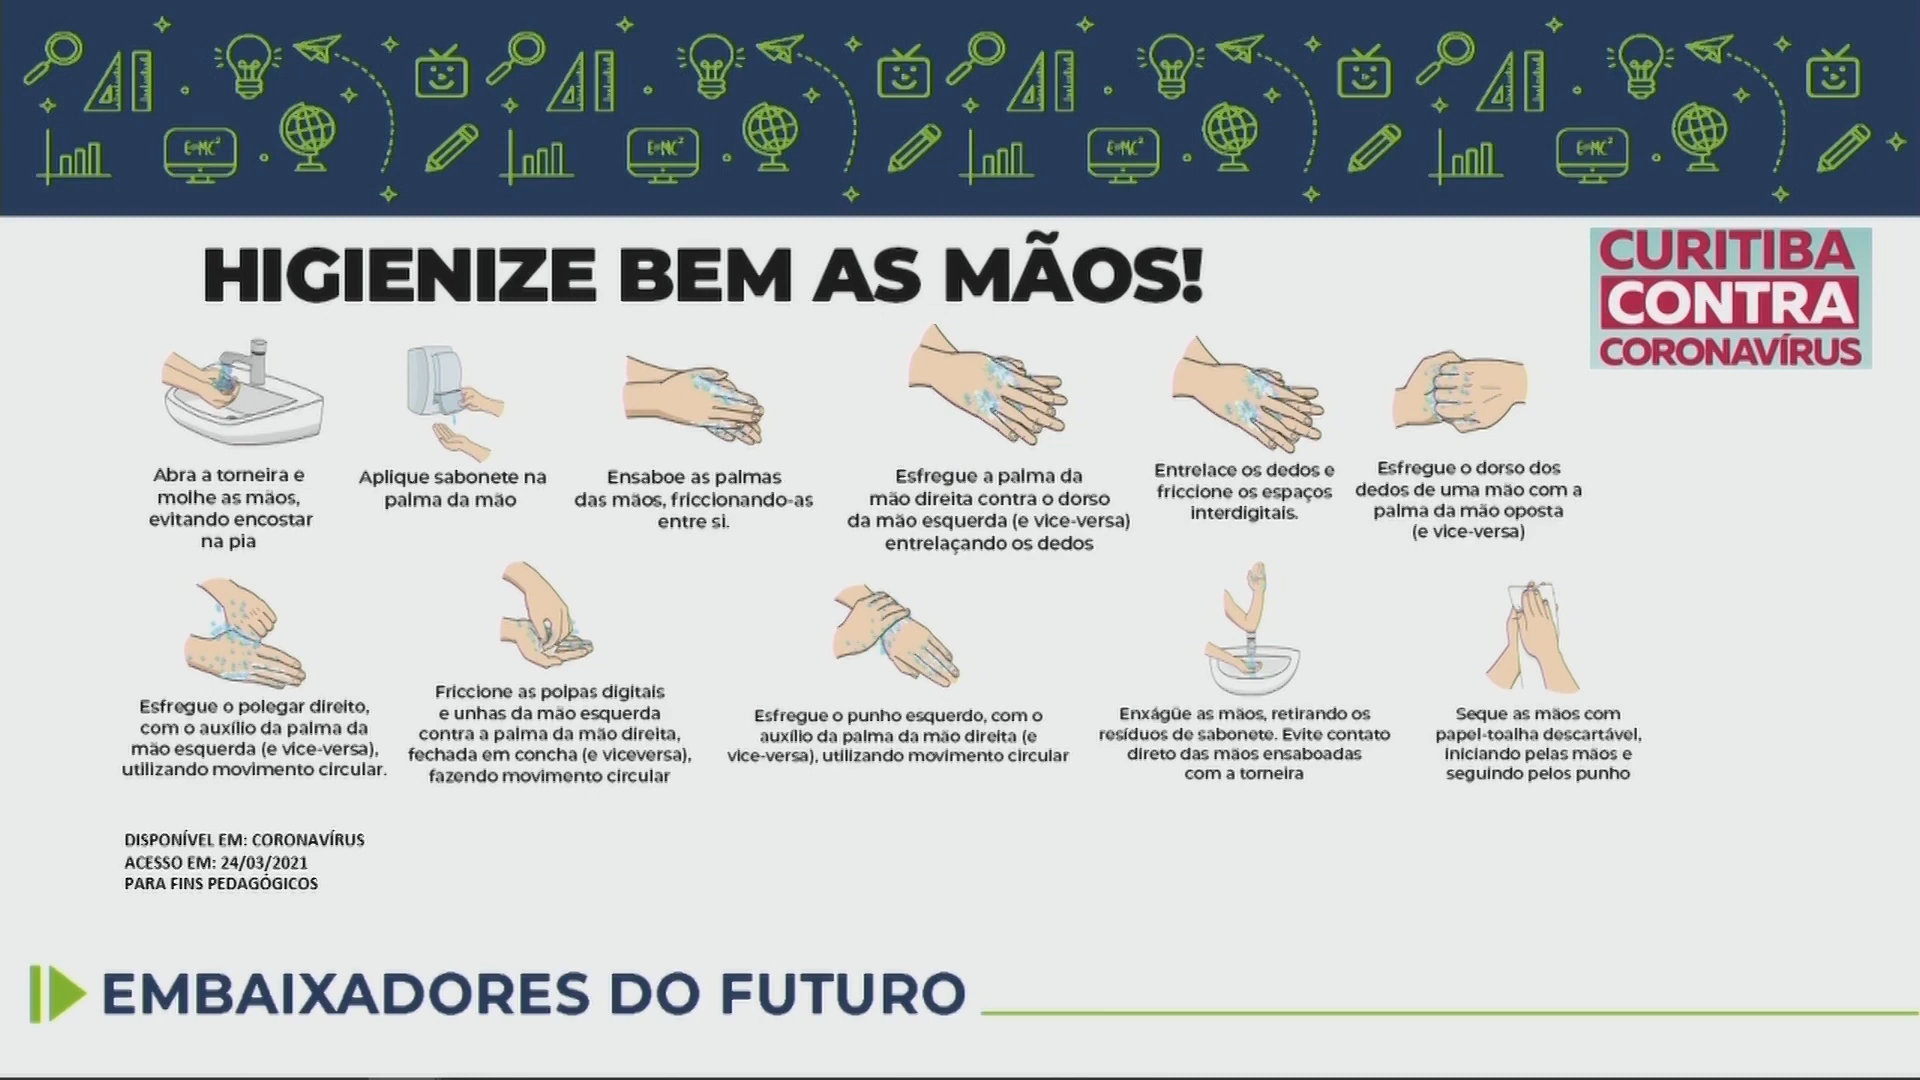 E=MC²
E=MC²
E=MC²
E=MC²
HIGIENIZE BEM AS MÃOS!
CURITIBA
CONTRA
CORONAVÍRUS
Abra a torneira e
molhe as mãos,
evitando encostar
na pia
Aplique sabonete na
palma da mão
Ensaboe as palmas
das mãos, friccionando-as
entre si.
Esfregue a palma da
mão direita contra o dorso
da mão esquerda (e vice-versa)
entrelaçando os dedos
Entrelace os dedos e
friccione os espaços
interdigitais.
Esfregue o dorso dos
dedos de uma mão com a
palma da mão oposta
(e vice-versa)
Esfregue o polegar direito,
com o auxílio da palma da
mão esquerda (e vice-versa),
utilizando movimento circular.
Friccione as polpas digitais
e unhas da mão esquerda
contra a palma da mão direita,
fechada em concha (e viceversa),
fazendo movimento circular
Esfregue o punho esquerdo, com o
auxílio da palma da mão direita (e
vice-versa), utilizando movimento circular
Enxágüe as mãos, retirando os
resíduos de sabonete. Evite contato
direto das mãos ensaboadas
com a torneira
Seque as mãos com
papel-toalha descartável,
iniciando pelas mãos e
seguindo pelos punho
DISPONÍVEL EM: CORONAVÍRUS
ACESSO EM: 24/03/2021
PARA FINS PEDAGÓGICOS
EMBAIXADORES DO FUTURO